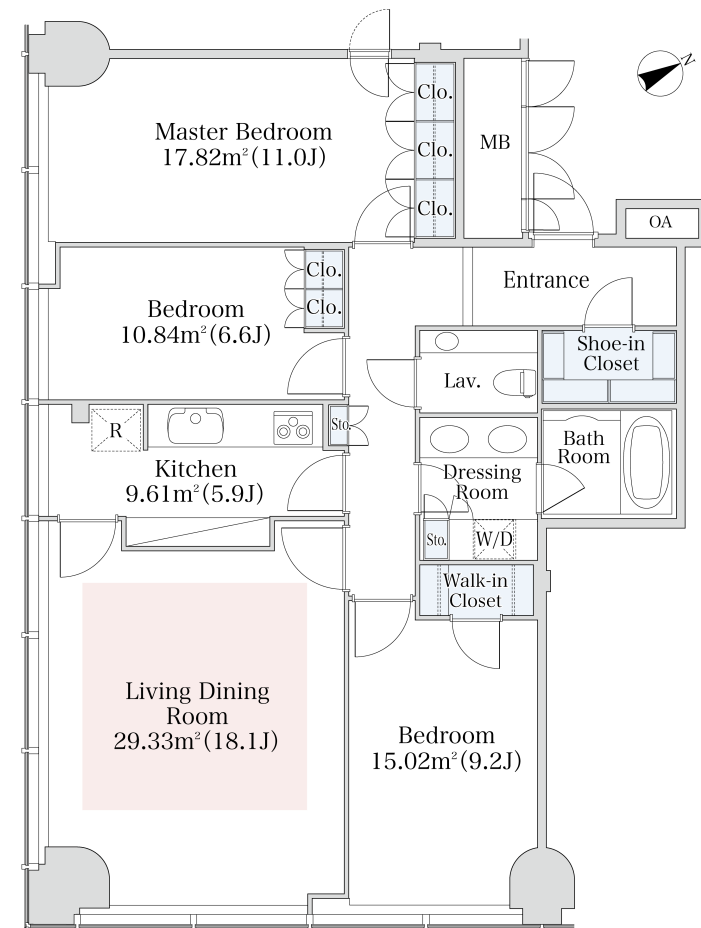 N
Clo.
Master Bedroom
17.82m²(11.0J)
Clo.
MB
Clo.
OA
Clo.
Entrance
Bedroom
10.84m²(6.6J)
Clo.
Shoe-in
Closet
Lav.
R
Sto.
Kitchen
9.61m²(5.9J)
Bath
Room
Dressing
Room
Sto.
W/D
Walk-in
Closet
Living Dining
Room
29.33m²(18.1J)
Bedroom
15.02m²(9.2J)